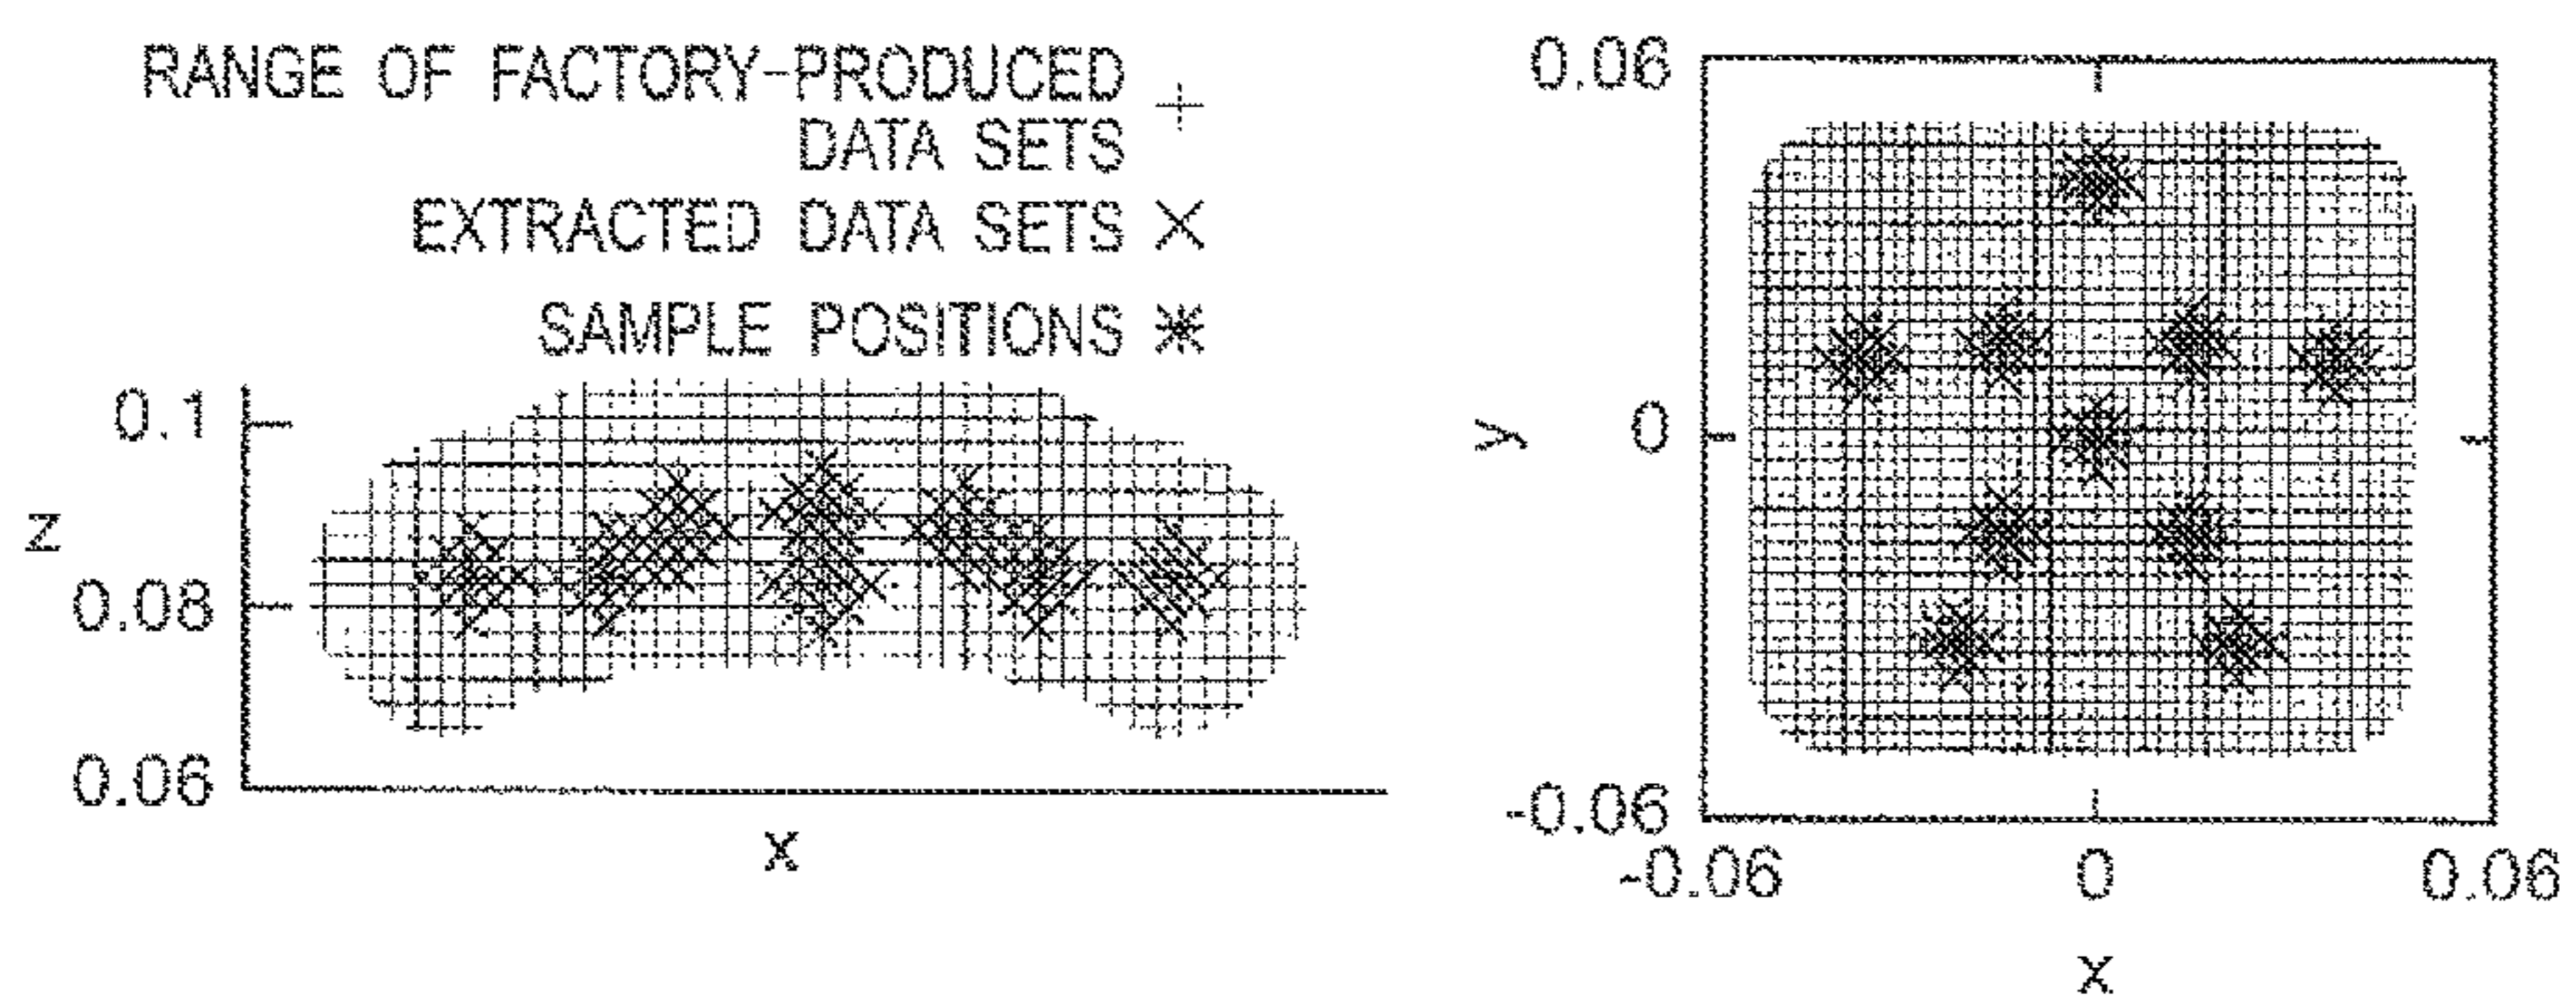 RANGE OF FACTORY-PRODUCED
DATA SETS
EXTRACTED DATA SETS
SAMPLE POSITIONS
0.1
z
0.08
0.06
x
0.06
y
0
-0.06
-0.06 0 0.06
x